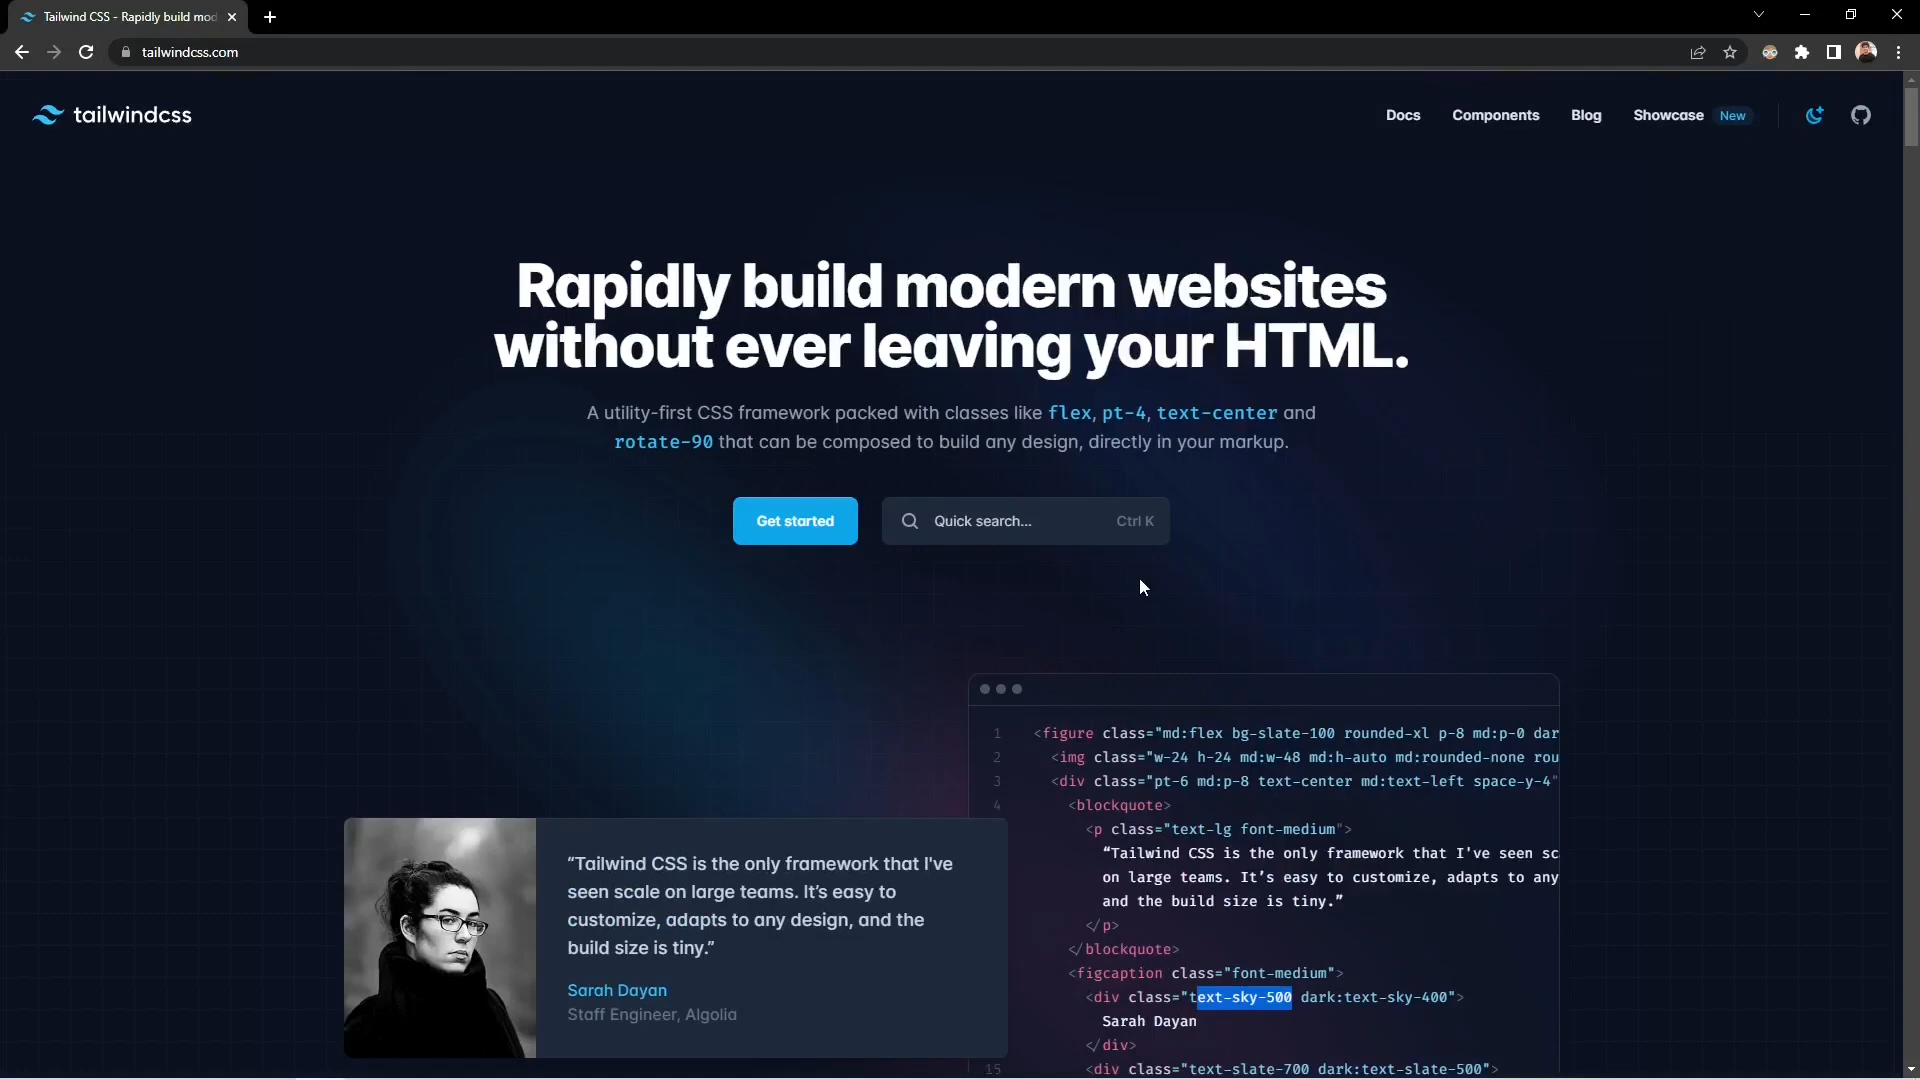 Tailwind CSS - Rapidly build mod
tailwindcss.com
tailwindcss
Docs
Components
Blog
Showcase
New
Rapidly build modern websites
without ever leaving your HTML.
A utility-first CSS framework packed with classes like flex, pt-4, text-center and
rotate-90 that can be composed to build any design, directly in your markup.
Get started
Quick search...
Ctrl K
1 <figure class="md:flex bg-slate-100 rounded-xl p-8 md:p-0 dar
2 <img class="w-24 h-24 md:w-48 md:h-auto md:rounded-none rou
3 <div class="pt-6 md:p-8 text-center md:text-left space-y-4"
4 <blockquote>
<p class="text-lg font-medium">
“Tailwind CSS is the only framework that I've seen sc
on large teams. It’s easy to customize, adapts to any
and the build size is tiny.”
</p>
</blockquote>
<figcaption class="font-medium">
<div class="text-sky-500 dark:text-sky-400">
Sarah Dayan
</div>
15 <div class="text-slate-700 dark:text-slate-500">
“Tailwind CSS is the only framework that I've
seen scale on large teams. It’s easy to
customize, adapts to any design, and the
build size is tiny.”
Sarah Dayan
Staff Engineer, Algolia